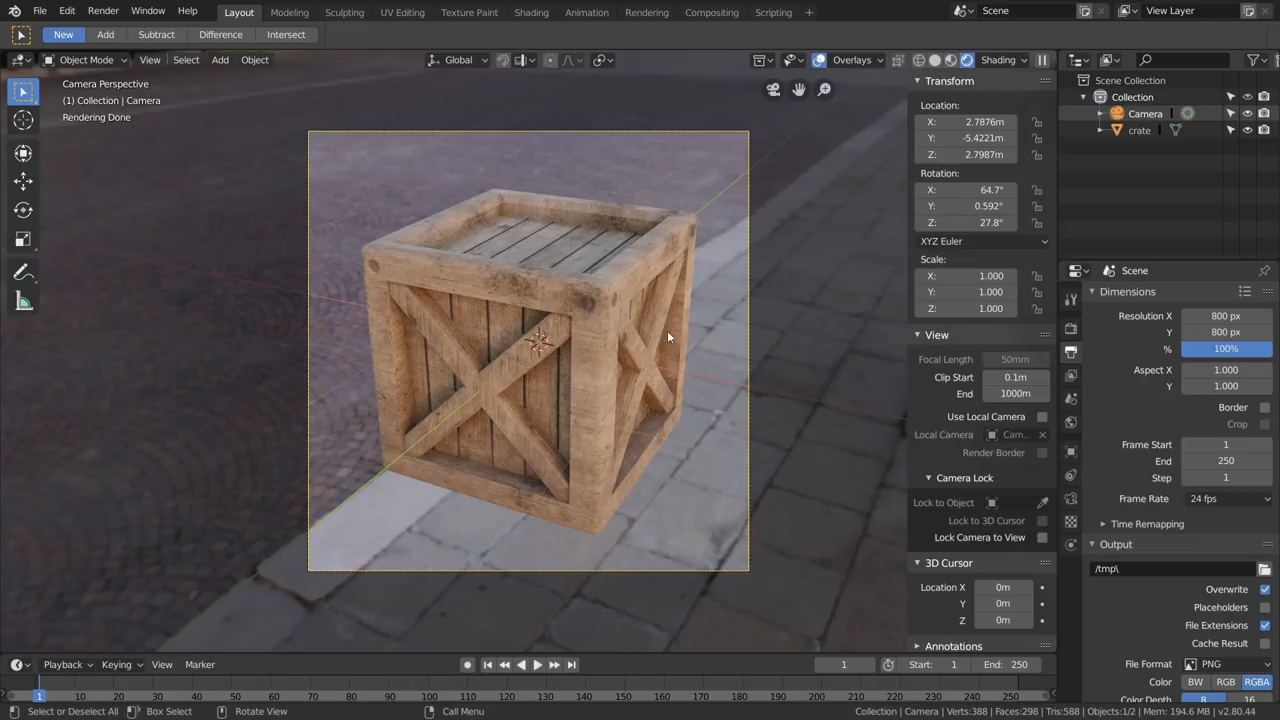 File Edit Render Window Help Layout Modeling Sculpting UV Editing Texture Paint Shading Animation Rendering Compositing Scripting + Scene View Layer
New Add Subtract Difference Intersect
Object Mode View Select Add Object Global Overlays Shading
Camera Perspective
(1) Collection | Camera
Rendering Done
Transform
Location:
X: 2.7876m
Y: -5.4221m
Z: 2.7987m
Rotation:
X: 64.7°
Y: 0.592°
Z: 27.8°
XYZ Euler
Scale:
X: 1.000
Y: 1.000
Z: 1.000
View
Focal Length 50mm
Clip Start 0.1m
End 1000m
Use Local Camera
Local Camera Cam..
Render Border
Camera Lock
Lock to Object
Lock to 3D Cursor
Lock Camera to View
3D Cursor
Location X 0m
Y 0m
Z 0m
Annotations
Scene Collection
Collection
Camera
crate
Scene
Dimensions
Resolution X 800 px
Y 800 px
% 100%
Aspect X 1.000
Y 1.000
Border
Crop
Frame Start 1
End 250
Step 1
Frame Rate 24 fps
Time Remapping
Output
/tmp\
Overwrite
Placeholders
File Extensions
Cache Result
File Format PNG
Color BW RGB RGBA
Color Depth 8 16
Playback Keying View Marker 1 Start: 1 End: 250
1 10 20 30 40 50 60 70 80 90 100 110 120 130 140 150 160 170 180 190 200 210 220 230 240 250
Select or Deselect All Box Select Rotate View Call Menu Collection | Camera | Verts:388 | Faces:298 | Tris:588 | Objects:1/2 | Mem: 194.6 MB | v2.80.44